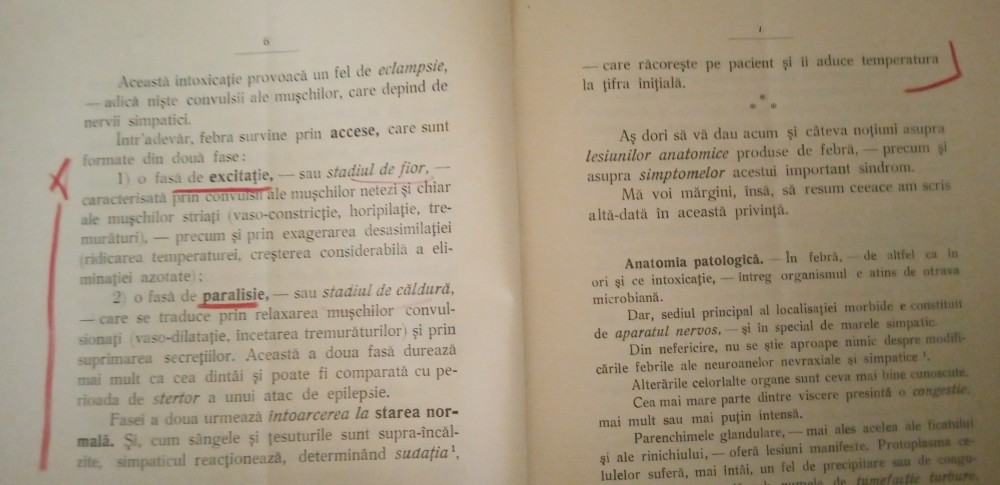 6
Această intoxicație provoacă un fel de eclampsie,
— adică niște convulsii ale mușchilor, care depind de
nervii simpatici.
Într'adevăr, febra survine prin accese, care sunt
formate din două fase:
1) o fasă de excitație, — sau stadiul de fior, —
caracterisată prin convulsii ale mușchilor netezi și chiar
ale mușchilor striați (vaso-constricție, horipilație, tre-
murături), — precum și prin exagerarea desasimilației
(ridicarea temperaturei, creșterea considerabilă a eli-
minației azotate);
2) o fasă de paralisie, — sau stadiul de căldură,
— care se traduce prin relaxarea mușchilor convul-
sionați (vaso-dilatație, încetarea tremurăturilor) și prin
suprimarea secrețiilor. Această a doua fasă durează
mai mult ca cea dintâi și poate fi comparată cu pe-
rioada de stertor a unui atac de epilepsie.
Fasei a doua urmează întoarcerea la starea nor-
mală. Și, cum sângele și țesuturile sunt supra-încăl-
zite, simpaticul reacționează, determinând sudația¹,
— care răcorește pe pacient și îi aduce temperatura
la țifra inițială.
* * *
Aș dori să vă dau acum și câteva noțiuni asupra
lesiunilor anatomice produse de febră, — precum și
asupra simptomelor acestui important sindrom.
Mă voi mărgini, însă, să resum ceeace am scris
altă-dată în această privință.
Anatomia patologică. — În febră, — de altfel ca în
ori și ce intoxicație, — întreg organismul e atins de otrava
microbiană.
Dar, sediul principal al localisației morbide e constituit
de aparatul nervos, — și în special de marele simpatic.
Din nefericire, nu se știe aproape nimic despre modifi-
cările febrile ale neuroanelor nevraxiale și simpatice¹.
Alterările celorlalte organe sunt ceva mai bine cunoscute.
Cea mai mare parte dintre viscere presintă o congestie,
mai mult sau mai puțin intensă.
Parenchimele glandulare, — mai ales acelea ale ficatului
și ale rinichiului, — oferă lesiuni manifeste. Protoplasma ce-
lulelor suferă, mai întâi, un fel de precipitare sau de coagu-
numele de tumefacție turbure,